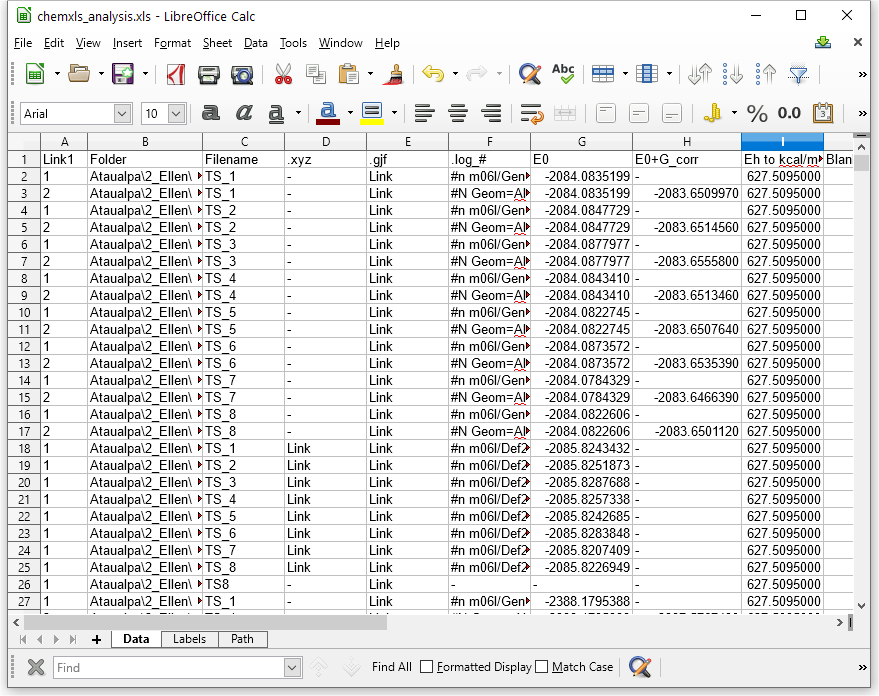 chemxls_analysis.xls - LibreOffice Calc
File Edit View Insert Format Sheet Data Tools Window Help
Abc
Arial 10 a a a a % 0.0
A B C D E F G H I
1 Link1 Folder Filename .xyz .gjf .log_# E0 E0+G_corr Eh to kcal/m Blan
2 1 Ataualpa\2_Ellen\ TS_1 - Link #n m06l/Gen -2084.0835199 - 627.5095000
3 2 Ataualpa\2_Ellen\ TS_1 - Link #N Geom=Al -2084.0835199 -2083.6509970 627.5095000
4 1 Ataualpa\2_Ellen\ TS_2 - Link #n m06l/Gen -2084.0847729 - 627.5095000
5 2 Ataualpa\2_Ellen\ TS_2 - Link #N Geom=Al -2084.0847729 -2083.6514560 627.5095000
6 1 Ataualpa\2_Ellen\ TS_3 - Link #n m06l/Gen -2084.0877977 - 627.5095000
7 2 Ataualpa\2_Ellen\ TS_3 - Link #N Geom=Al -2084.0877977 -2083.6555800 627.5095000
8 1 Ataualpa\2_Ellen\ TS_4 - Link #n m06l/Gen -2084.0843410 - 627.5095000
9 2 Ataualpa\2_Ellen\ TS_4 - Link #N Geom=Al -2084.0843410 -2083.6513460 627.5095000
10 1 Ataualpa\2_Ellen\ TS_5 - Link #n m06l/Gen -2084.0822745 - 627.5095000
11 2 Ataualpa\2_Ellen\ TS_5 - Link #N Geom=Al -2084.0822745 -2083.6507640 627.5095000
12 1 Ataualpa\2_Ellen\ TS_6 - Link #n m06l/Gen -2084.0873572 - 627.5095000
13 2 Ataualpa\2_Ellen\ TS_6 - Link #N Geom=Al -2084.0873572 -2083.6535390 627.5095000
14 1 Ataualpa\2_Ellen\ TS_7 - Link #n m06l/Gen -2084.0784329 - 627.5095000
15 2 Ataualpa\2_Ellen\ TS_7 - Link #N Geom=Al -2084.0784329 -2083.6466390 627.5095000
16 1 Ataualpa\2_Ellen\ TS_8 - Link #n m06l/Gen -2084.0822606 - 627.5095000
17 2 Ataualpa\2_Ellen\ TS_8 - Link #N Geom=Al -2084.0822606 -2083.6501120 627.5095000
18 1 Ataualpa\2_Ellen\ TS_1 Link Link #n m06l/Def2 -2085.8243432 - 627.5095000
19 1 Ataualpa\2_Ellen\ TS_2 Link Link #n m06l/Def2 -2085.8251873 - 627.5095000
20 1 Ataualpa\2_Ellen\ TS_3 Link Link #n m06l/Def2 -2085.8287688 - 627.5095000
21 1 Ataualpa\2_Ellen\ TS_4 Link Link #n m06l/Def2 -2085.8257338 - 627.5095000
22 1 Ataualpa\2_Ellen\ TS_5 Link Link #n m06l/Def2 -2085.8242685 - 627.5095000
23 1 Ataualpa\2_Ellen\ TS_6 Link Link #n m06l/Def2 -2085.8283848 - 627.5095000
24 1 Ataualpa\2_Ellen\ TS_7 Link Link #n m06l/Def2 -2085.8207409 - 627.5095000
25 1 Ataualpa\2_Ellen\ TS_8 Link Link #n m06l/Def2 -2085.8226949 - 627.5095000
26 1 Ataualpa\2_Ellen\ TS8 - Link - - - 627.5095000
27 1 Ataualpa\2_Ellen\ TS_1 - Link #n m06l/Gen -2388.1795388 - 627.5095000
Data Labels Path
Find Find All Formatted Display Match Case